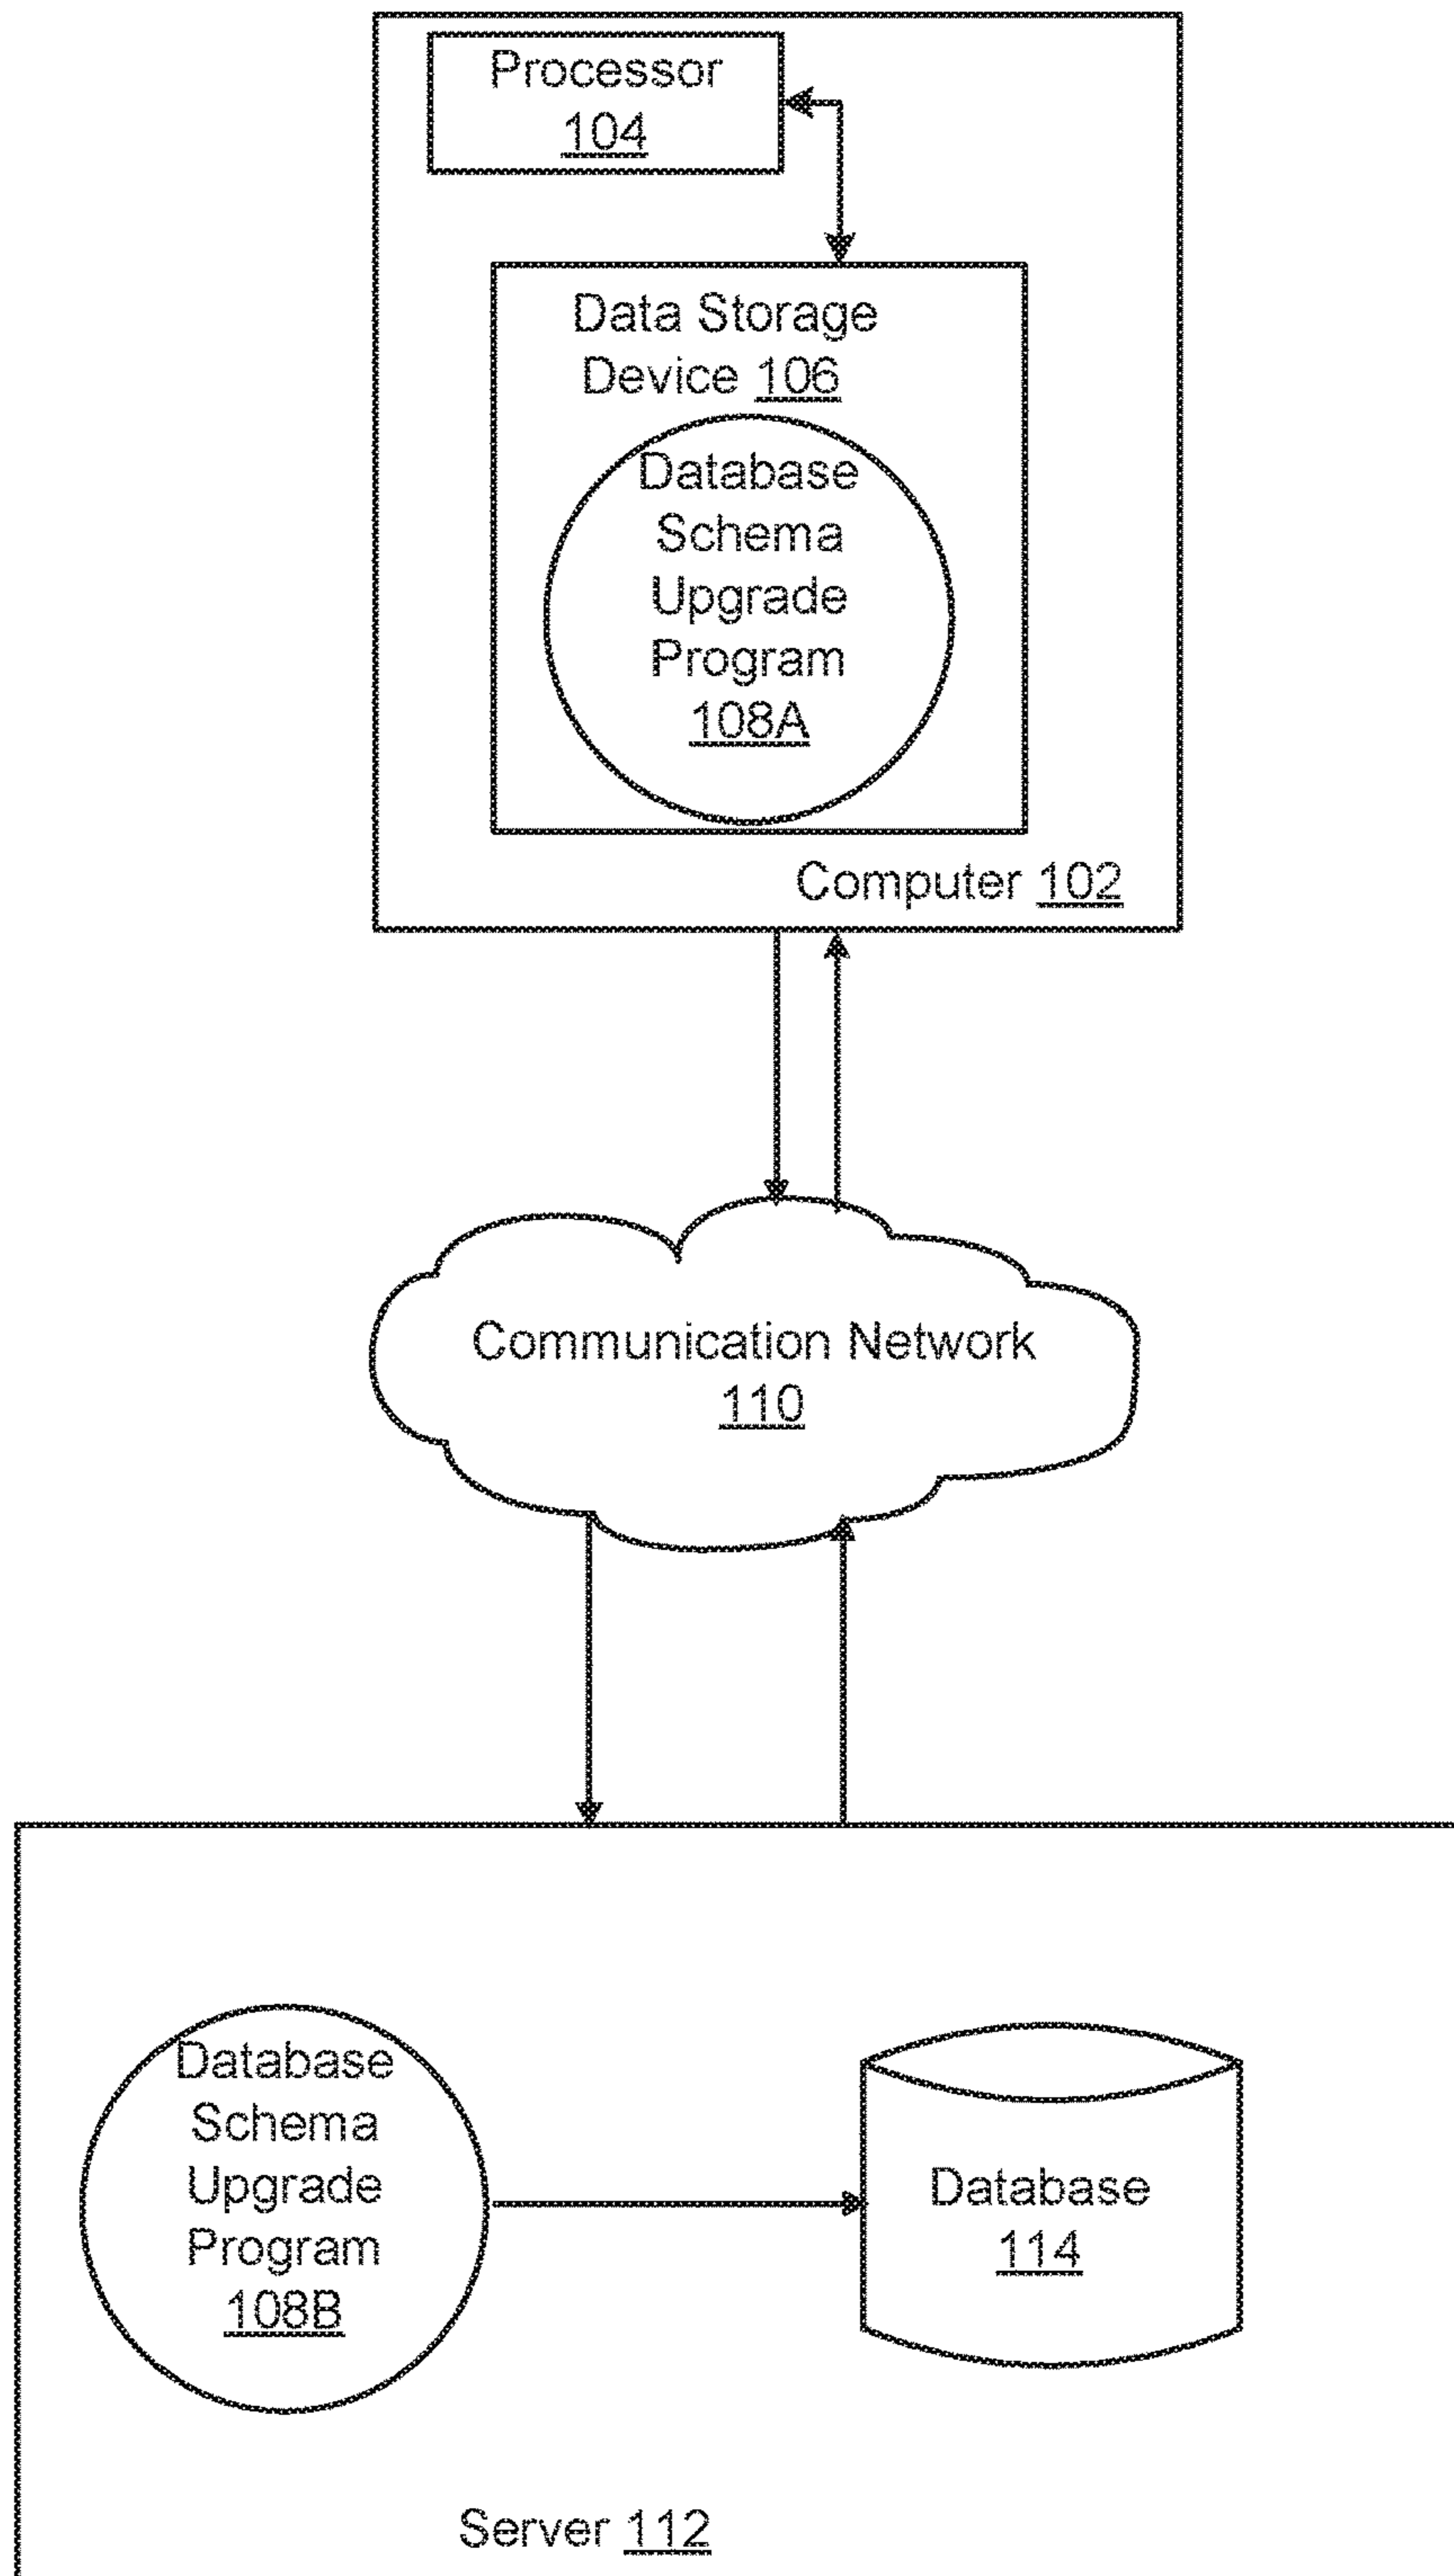 Processor
104
Data Storage
Device 106
Database
Schema
Upgrade
Program
108A
Computer 102
Communication Network
110
Database
Schema
Upgrade
Program
108B
Database
114
Server 112